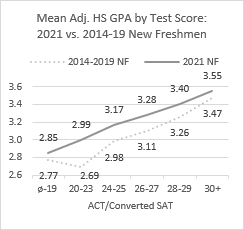 Mean Adj. HS GPA by Test Score:
2021 vs. 2014-19 New Freshmen
2014-2019 NF 2021 NF
3.6
3.4
3.2
3.0
2.8
2.6
2.85 2.99 3.17 3.28 3.40 3.55
2.77 2.69 2.98 3.11 3.26 3.47
ø-19 20-23 24-25 26-27 28-29 30+
ACT/Converted SAT